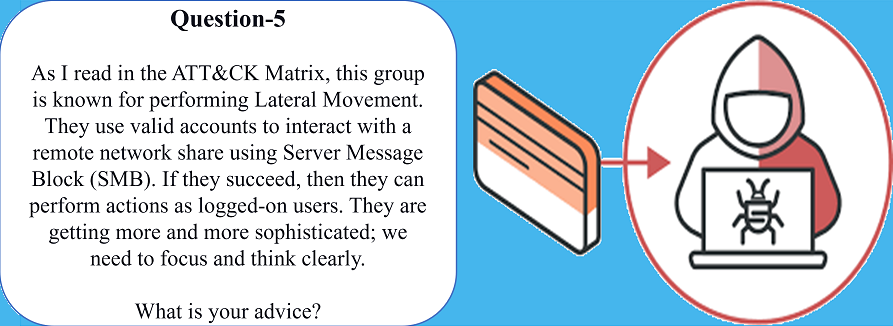 Question-5
As I read in the ATT&CK Matrix, this group
is known for performing Lateral Movement.
They use valid accounts to interact with a
remote network share using Server Message
Block (SMB). If they succeed, then they can
perform actions as logged-on users. They are
getting more and more sophisticated; we
need to focus and think clearly.
What is your advice?